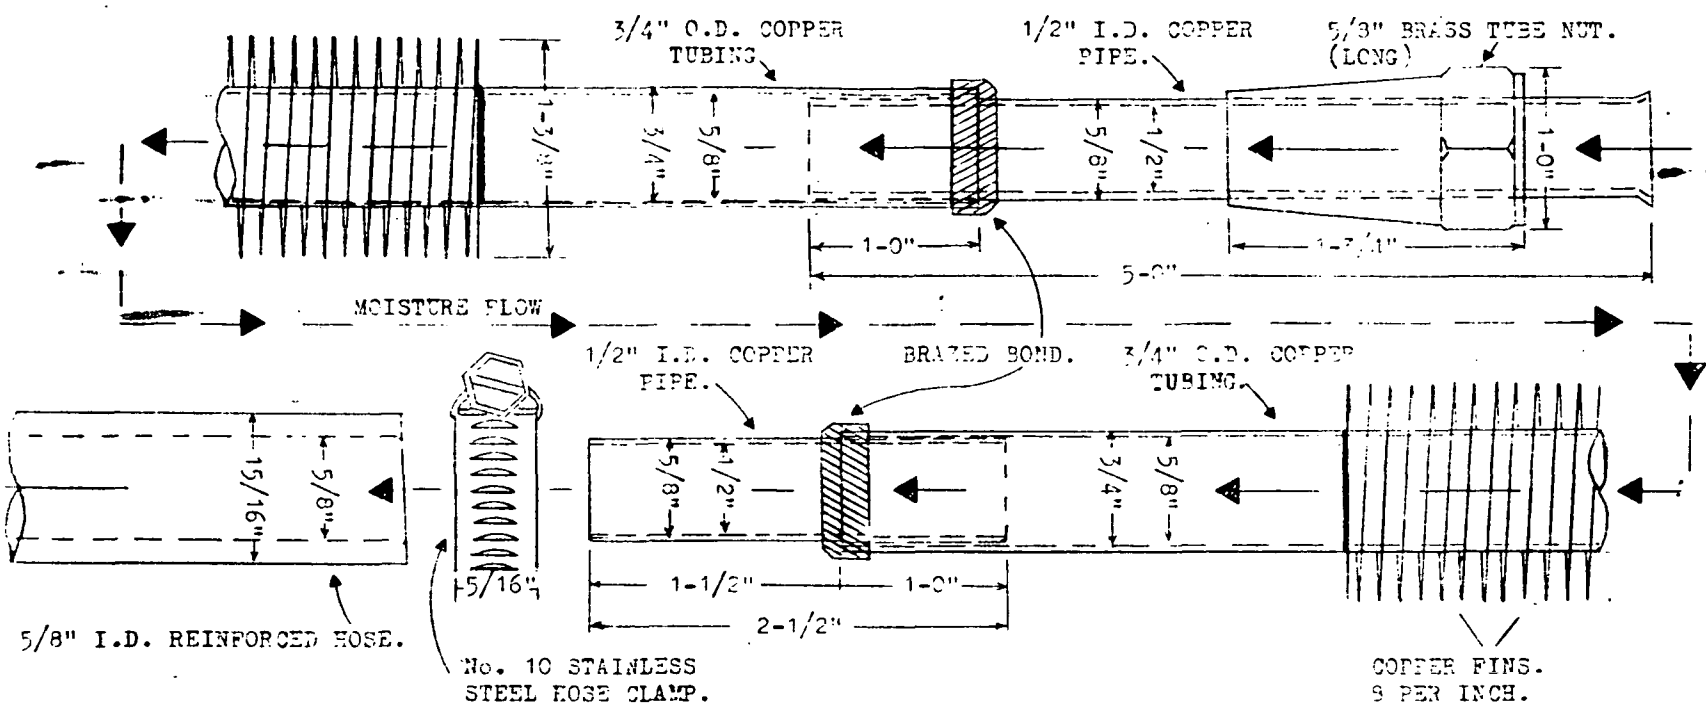 3/4" O.D. COPPER
TUBING
1/2" I.D. COPPER
PIPE.
5/8" BRASS TUBE NUT.
(LONG)
1-3/8"
3/4"
5/8"
5/8"
1/2"
1-0"
1-0"
1-3/4"
5-0"
MOISTURE FLOW
1/2" I.D. COPPER
PIPE.
BRAZED BOND.
3/4" O.D. COPPER
TUBING.
15/16"
5/8"
5/8"
1/2"
3/4"
5/8"
5/16"
1-1/2"
1-0"
2-1/2"
5/8" I.D. REINFORCED HOSE.
No. 10 STAINLESS
STEEL HOSE CLAMP.
COPPER FINS.
PER INCH.